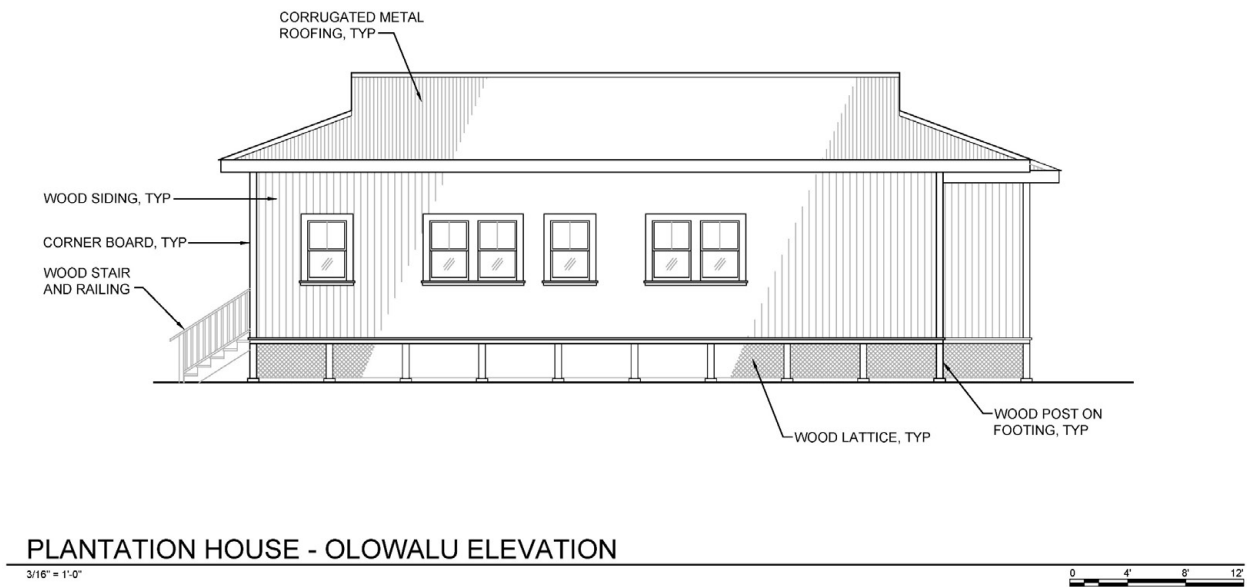 CORRUGATED METAL
ROOFING, TYP
WOOD SIDING, TYP
CORNER BOARD, TYP
WOOD STAIR
AND RAILING
WOOD POST ON
FOOTING, TYP
WOOD LATTICE, TYP
PLANTATION HOUSE - OLOWALU ELEVATION
3/16" = 1'-0"
0 4' 8' 12'